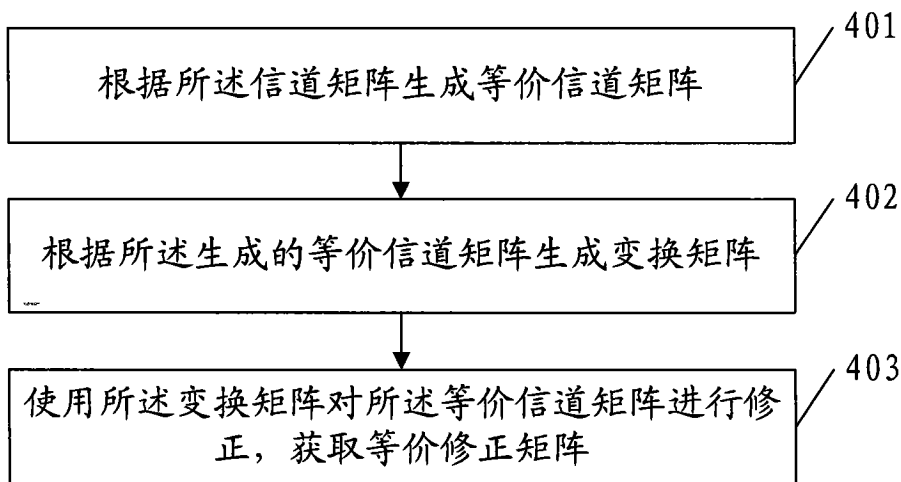 401
根据所述信道矩阵生成等价信道矩阵
402
根据所述生成的等价信道矩阵生成变换矩阵
403
使用所述变换矩阵对所述等价信道矩阵进行修
正，获取等价修正矩阵